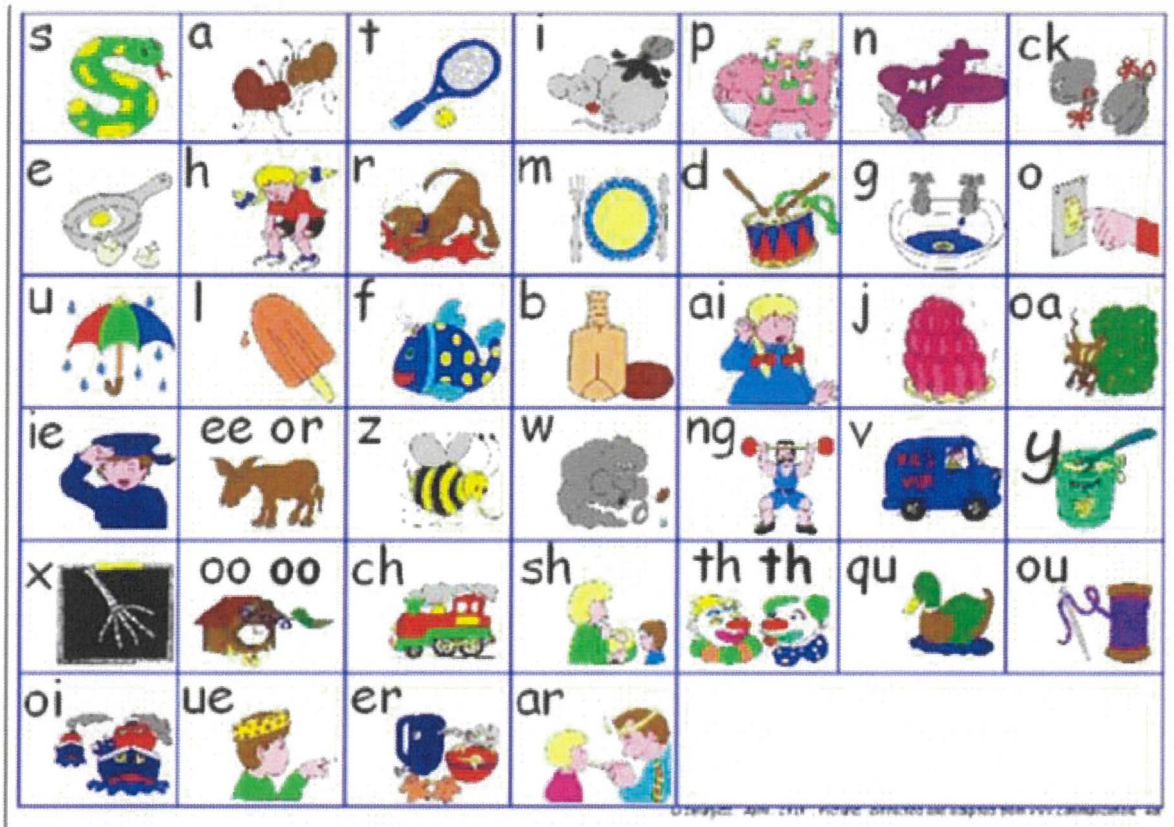 s a t i p n ck
e h r m d g o
u l f b ai j oa
ie ee or z w ng v y
x oo oo ch sh th th qu ou
oi ue er ar